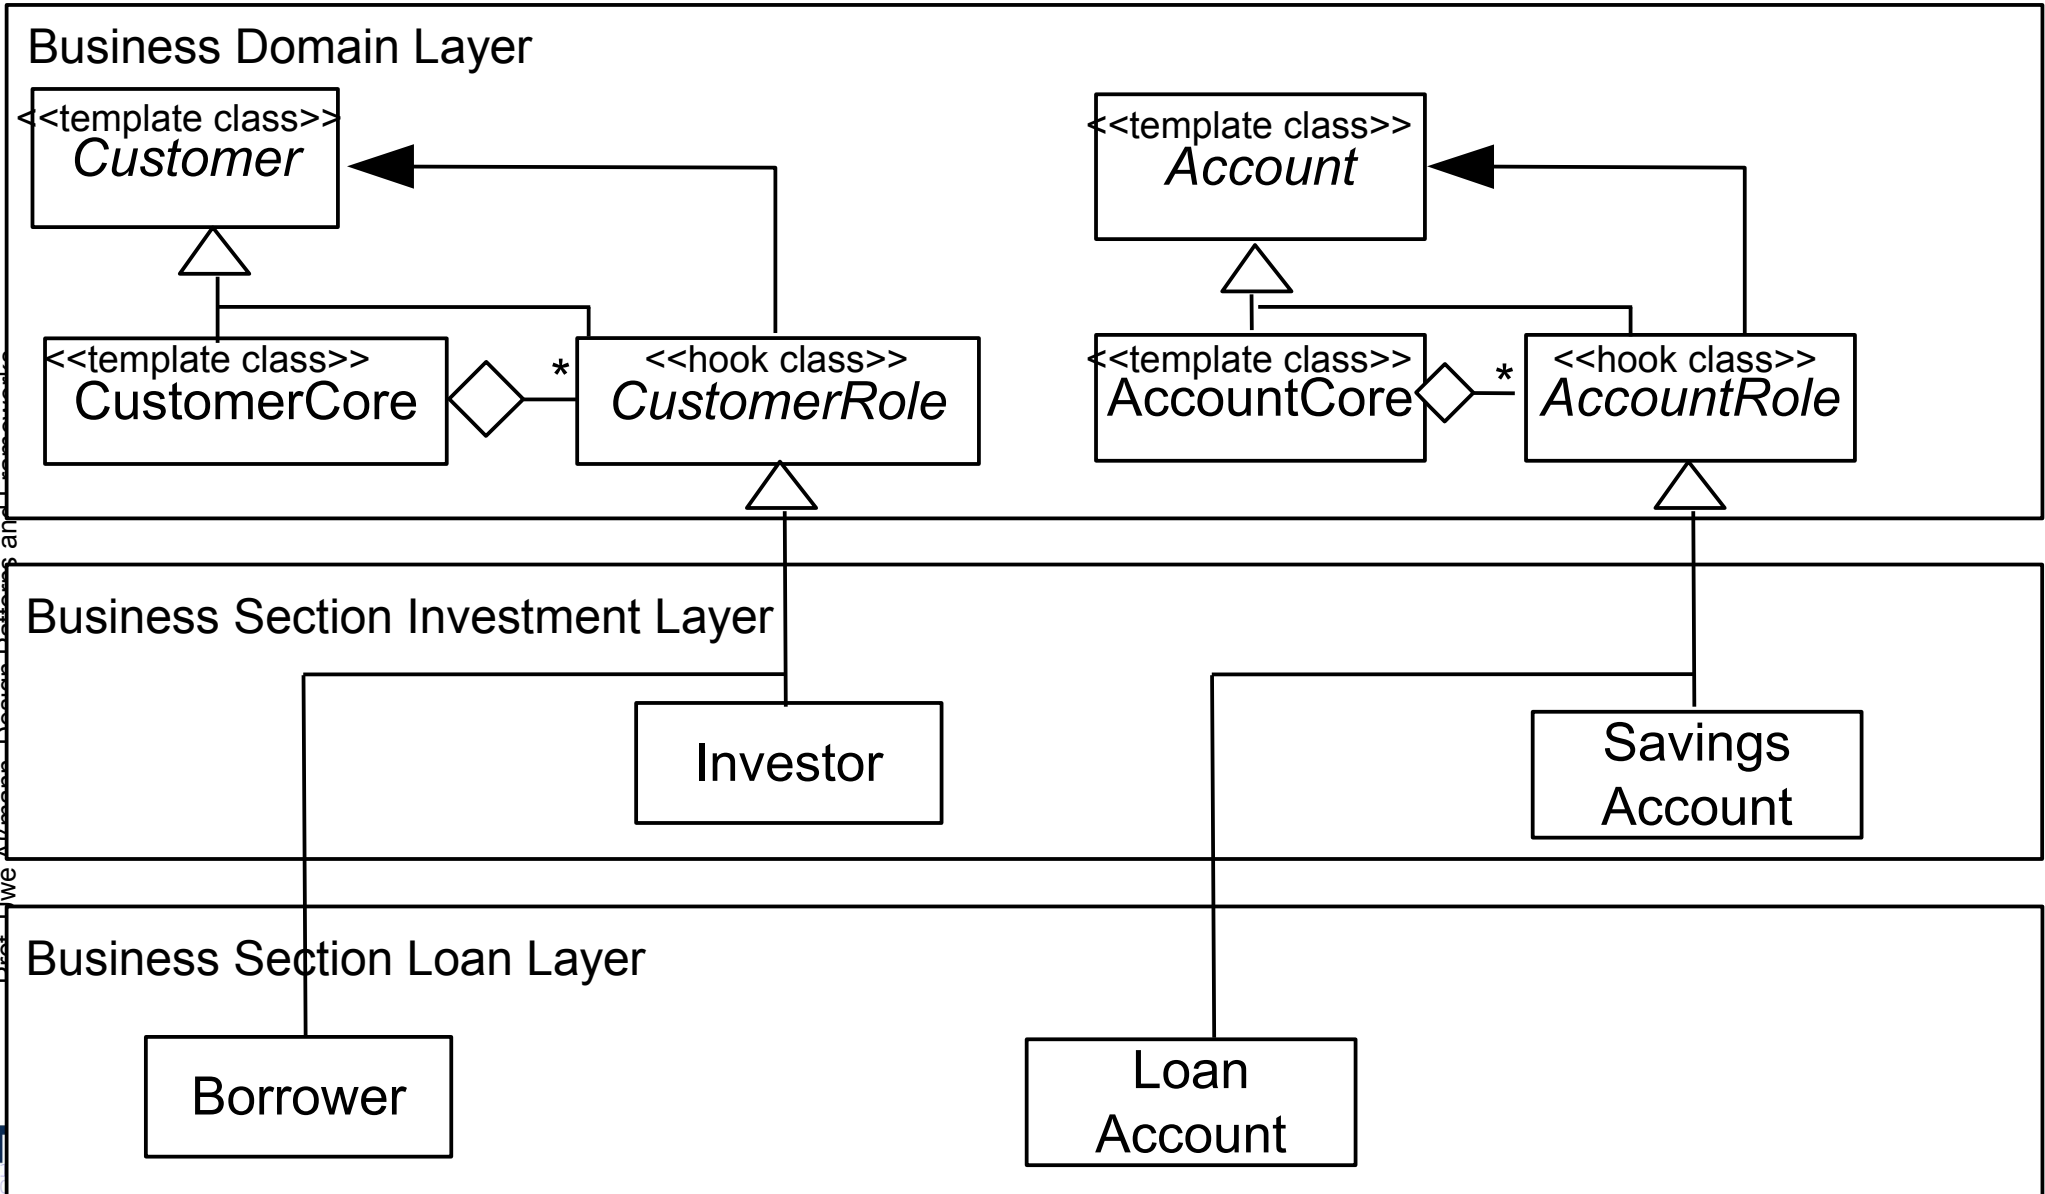 Business Domain Layer
<<template class>>
Customer
<<template class>>
Account
<<template class>>
CustomerCore
*
<<hook class>>
CustomerRole
<<template class>>
AccountCore
*
<<hook class>>
AccountRole
Business Section Investment Layer
Investor
Savings
Account
Business Section Loan Layer
Borrower
Loan
Account